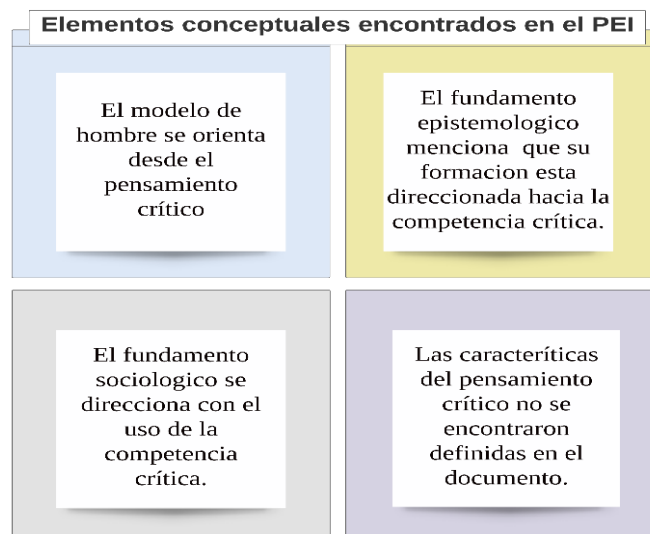 Elementos conceptuales encontrados en el PEI
El modelo de
hombre se orienta
desde el
pensamiento
crítico
El fundamento
epistemologico
menciona que su
formacion esta
direccionada hacia la
competencia crítica.
El fundamento
sociologico se
direcciona con el
uso de la
competencia
crítica.
Las caracteríticas
del pensamiento
crítico no se
encontraron
definidas en el
documento.